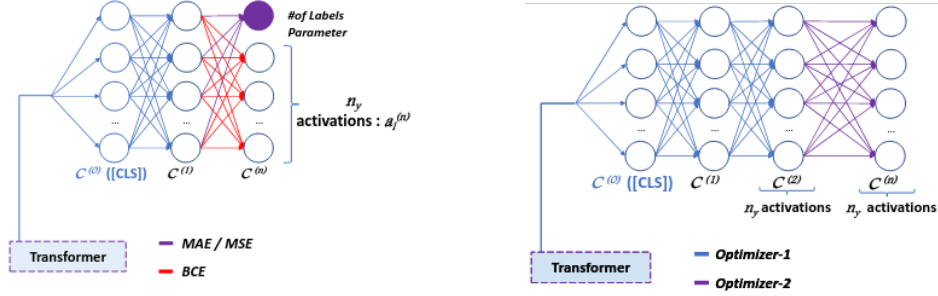 #of Labels
Parameter
...
...
...
n_y
activations : a_l^(n)
C^(0) ([CLS])
C^(1)
C^(n)
Transformer
MAE / MSE
BCE
...
...
...
...
C^(0) ([CLS])
C^(1)
C^(2)
C^(n)
n_y activations
n_y activations
Transformer
Optimizer-1
Optimizer-2